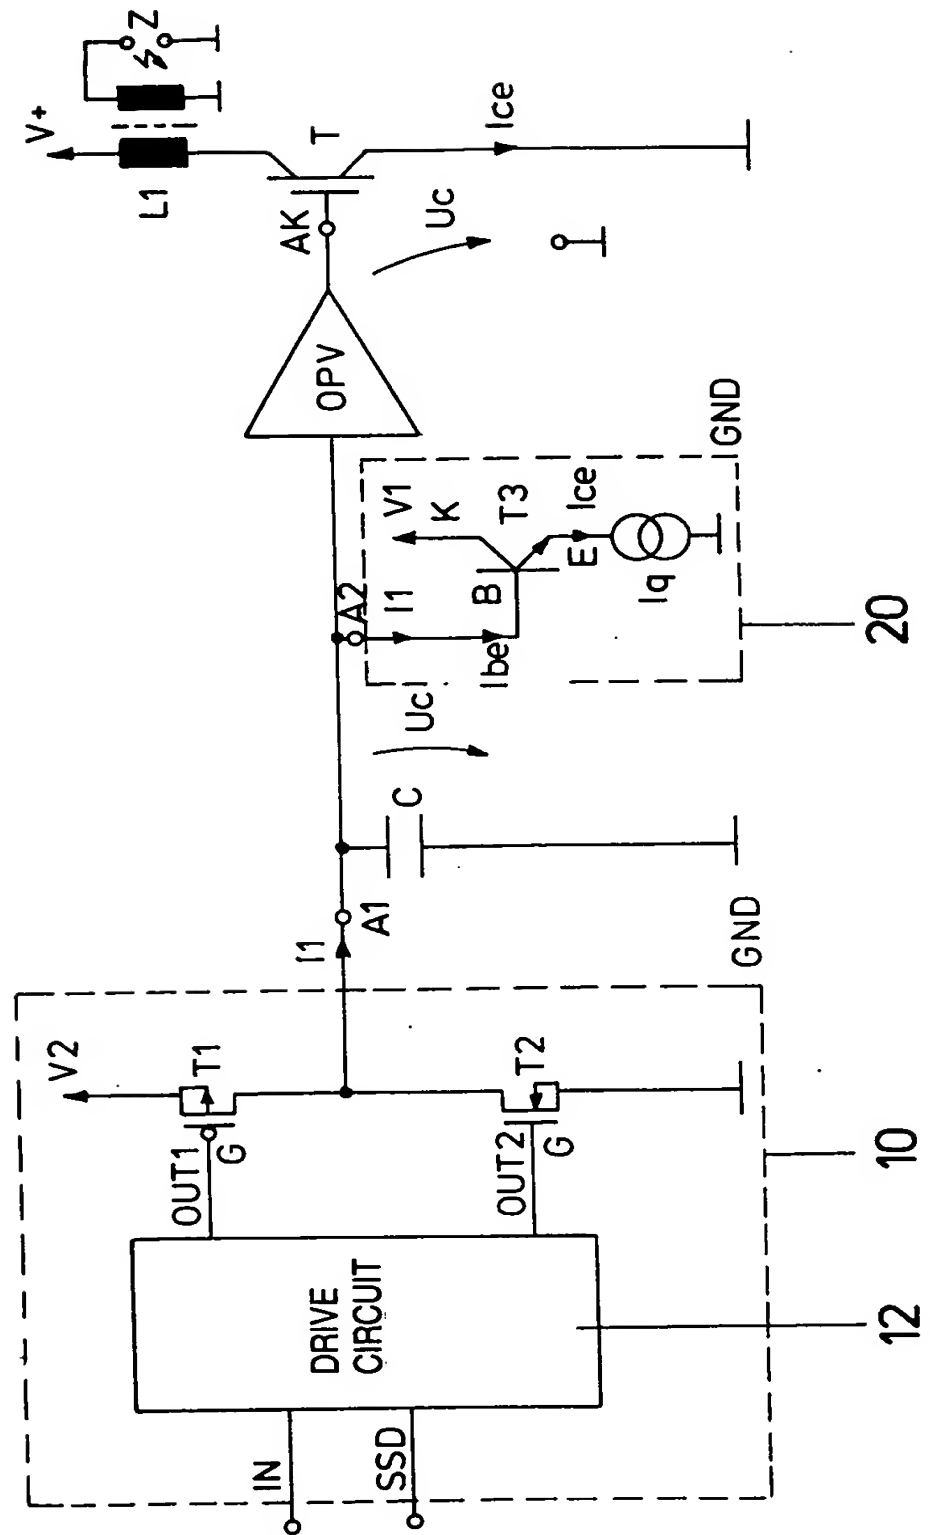 IN
SSD
DRIVE
CIRCUIT
12
OUT1
G
OUT2
G
V2
T1
T2
10
GND
I1
A1
C
Uc
A2
I1
Ibe
B
V1
K
T3
E
Ice
Iq
GND
20
OPV
AK
Uc
T
Ice
L1
V+
Z